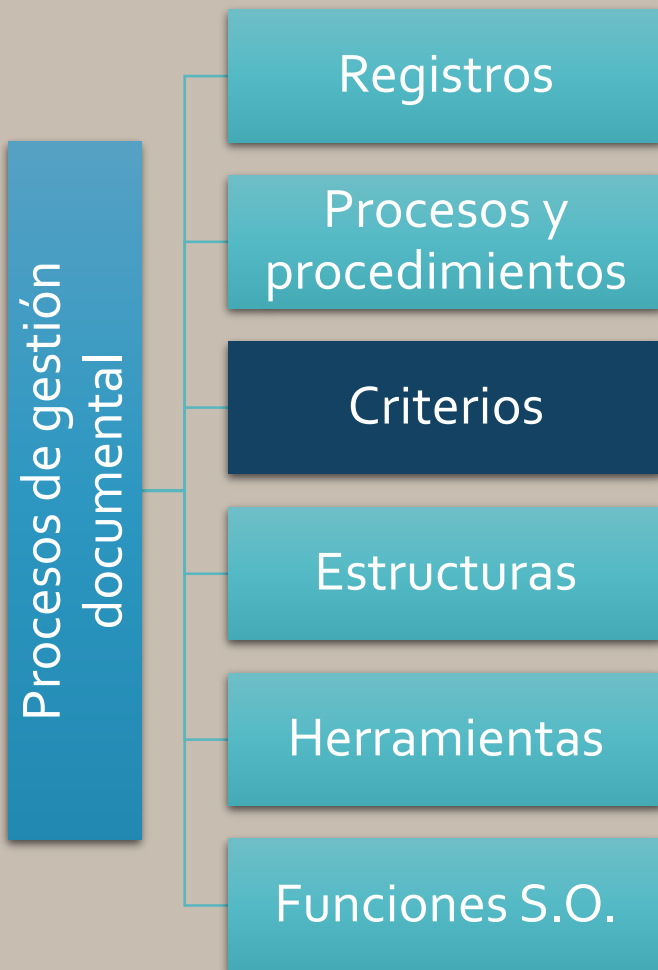 Procesos de gestión
documental
Registros
Procesos y
procedimientos
Criterios
Estructuras
Herramientas
Funciones S.O.